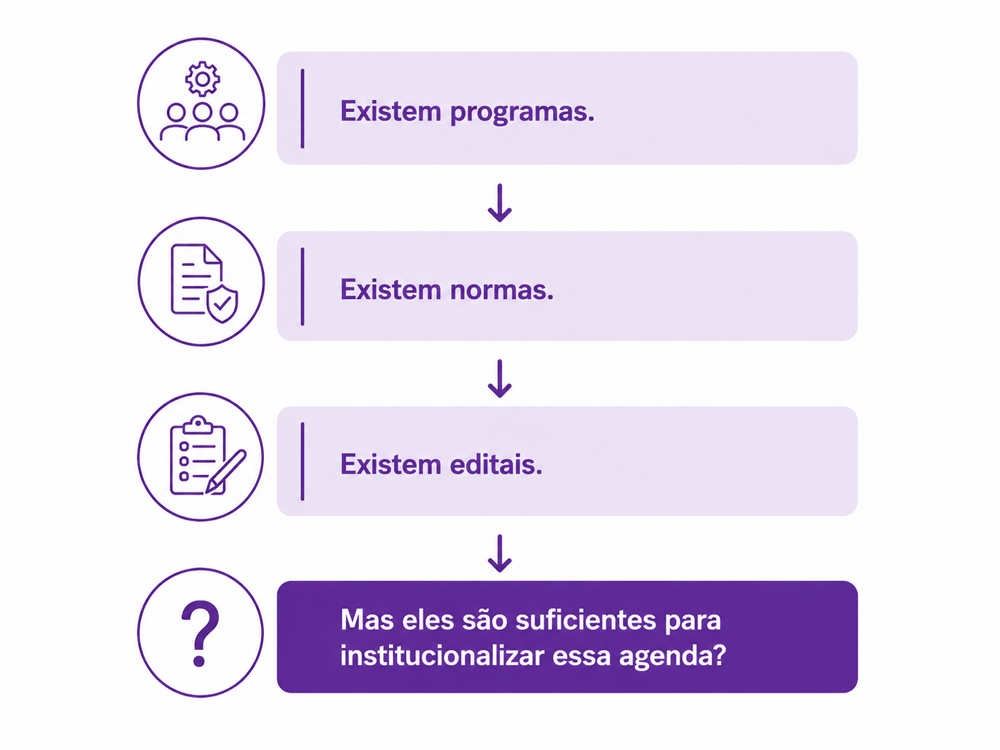 Existem programas.
Existem normas.
Existem editais.
?
Mas eles são suficientes para
institucionalizar essa agenda?